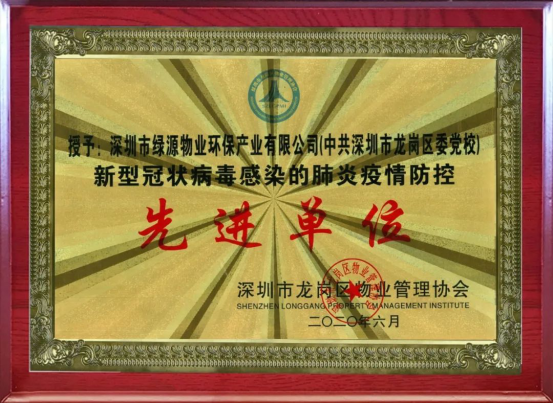 授予：深圳市绿源物业环保产业有限公司(中共深圳市龙岗区委党校)
新型冠状病毒感染的肺炎疫情防控
先进单位
深圳市龙岗区物业管理协会
SHENZHEN LONGGANG PROPERTY MANAGEMENT INSTITUTE
二〇二〇年六月